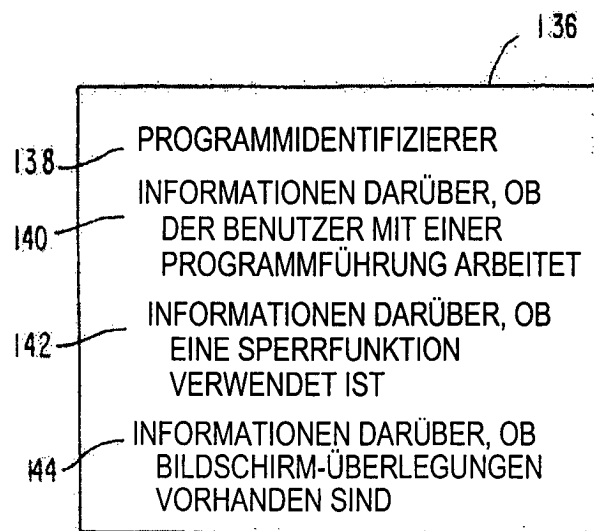 136
138 PROGRAMMIDENTIFIZIERER
140 INFORMATIONEN DARÜBER, OB
DER BENUTZER MIT EINER
PROGRAMMFÜHRUNG ARBEITET
142 INFORMATIONEN DARÜBER, OB
EINE SPERRFUNKTION
VERWENDET IST
144 INFORMATIONEN DARÜBER, OB
BILDSCHIRM-ÜBERLEGUNGEN
VORHANDEN SIND